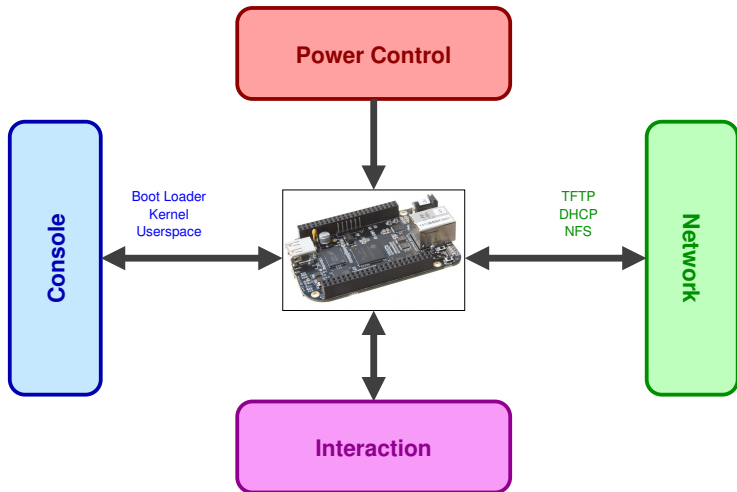 Power Control
Console
Boot Loader
Kernel
Userspace
TFTP
DHCP
NFS
Network
Interaction